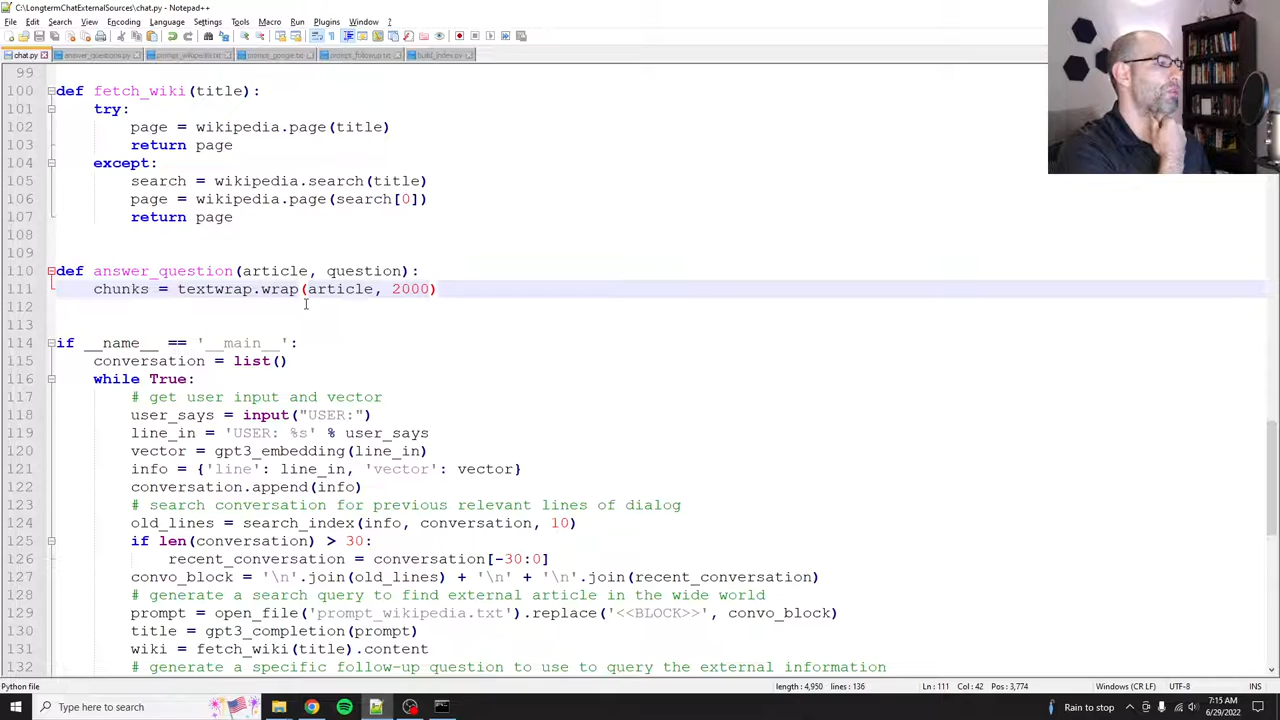 C:\LongtermChatExternalSources\chat.py - Notepad++
File Edit Search View Encoding Language Settings Tools Macro Run Plugins Window ?
chat.py answer_questions.py prompt_wikipedia.txt prompt_google.txt prompt_followup.txt build_index.py
99
100 def fetch_wiki(title):
101 try:
102 page = wikipedia.page(title)
103 return page
104 except:
105 search = wikipedia.search(title)
106 page = wikipedia.page(search[0])
107 return page
108
109
110 def answer_question(article, question):
111 chunks = textwrap.wrap(article, 2000)
112
113
114 if __name__ == '__main__':
115 conversation = list()
116 while True:
117 # get user input and vector
118 user_says = input("USER:")
119 line_in = 'USER: %s' % user_says
120 vector = gpt3_embedding(line_in)
121 info = {'line': line_in, 'vector': vector}
122 conversation.append(info)
123 # search conversation for previous relevant lines of dialog
124 old_lines = search_index(info, conversation, 10)
125 if len(conversation) > 30:
126 recent_conversation = conversation[-30:0]
127 convo_block = '\n'.join(old_lines) + '\n' + '\n'.join(recent_conversation)
128 # generate a search query to find external article in the wide world
129 prompt = open_file('prompt_wikipedia.txt').replace('<<BLOCK>>', convo_block)
130 title = gpt3_completion(prompt)
131 wiki = fetch_wiki(title).content
132 # generate a specific follow-up question to use to query the external information
Python file length : 4,950 lines : 136 Ln : 111 Col : 42 Pos : 3,774 Windows (CR LF) UTF-8 INS
Type here to search Rain to stop 7:15 AM
6/29/2022